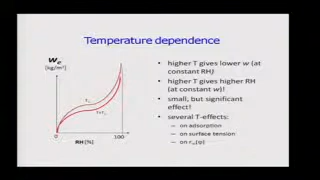 Temperature dependence
we
[kg/m³]
0
100
RH [%]
• higher T gives lower w (at
constant RH)
• higher T gives higher RH
(at constant w)!
• small, but significant
effect!
• several T-effects:
– on adsorption
– on surface tension